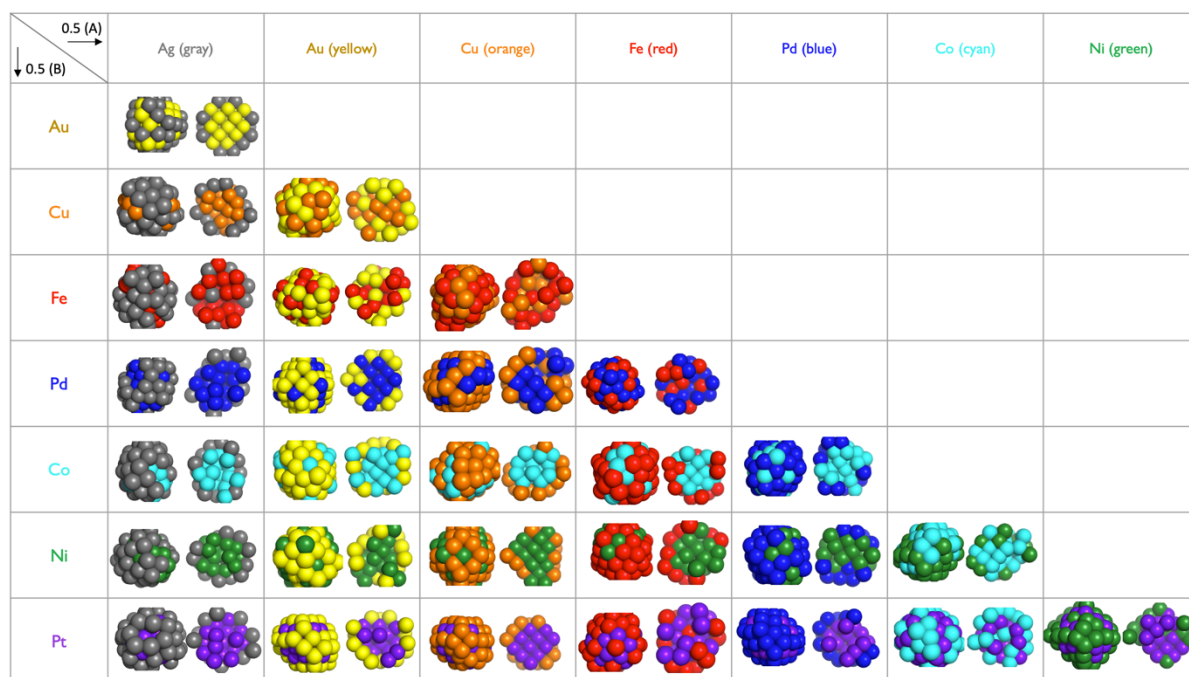 0.5 (A)
0.5 (B)
Ag (gray)
Au (yellow)
Cu (orange)
Fe (red)
Pd (blue)
Co (cyan)
Ni (green)
Au
Cu
Fe
Pd
Co
Ni
Pt